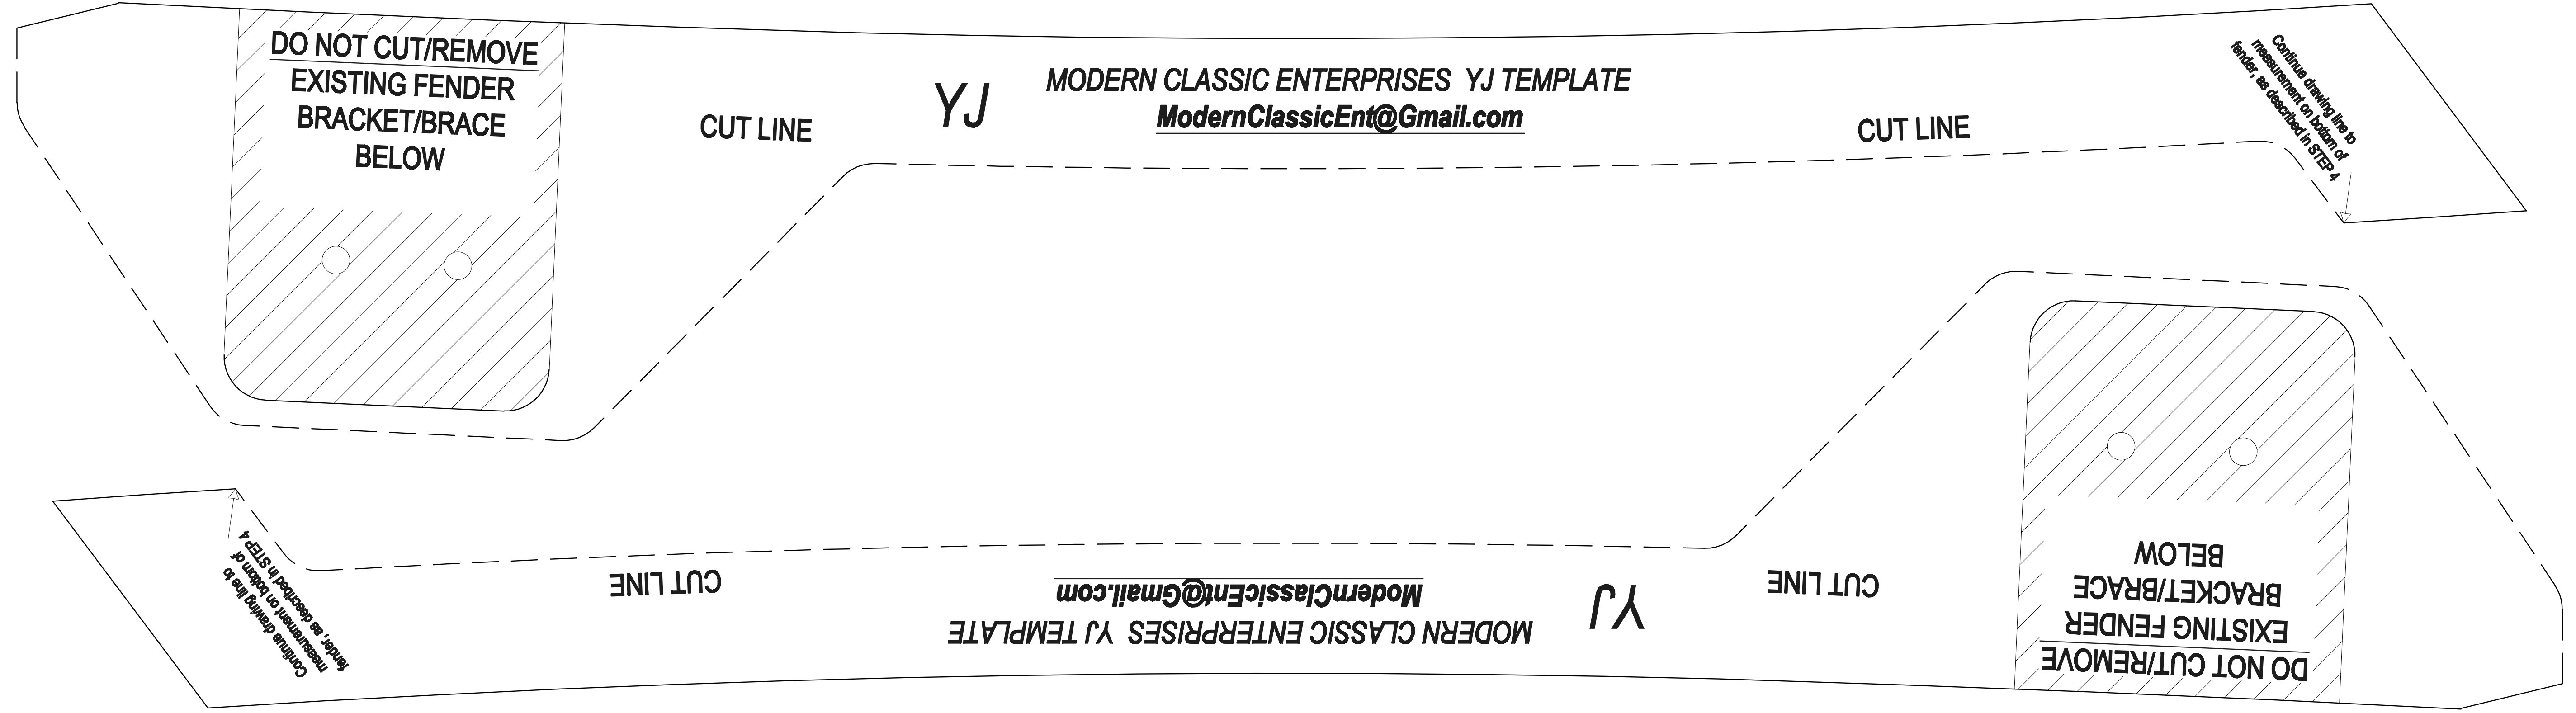 DO NOT CUT/REMOVE
EXISTING FENDER
BRACKET/BRACE
BELOW
CUT LINE
YJ
MODERN CLASSIC ENTERPRISES YJ TEMPLATE
ModernClassicEnt@Gmail.com
CUT LINE
Continue drawing line to
measurement on bottom of
fender, as described in STEP 4
DO NOT CUT/REMOVE
EXISTING FENDER
BRACKET/BRACE
BELOW
CUT LINE
YJ
MODERN CLASSIC ENTERPRISES YJ TEMPLATE
ModernClassicEnt@Gmail.com
CUT LINE
Continue drawing line to
measurement on bottom of
fender, as described in STEP 4